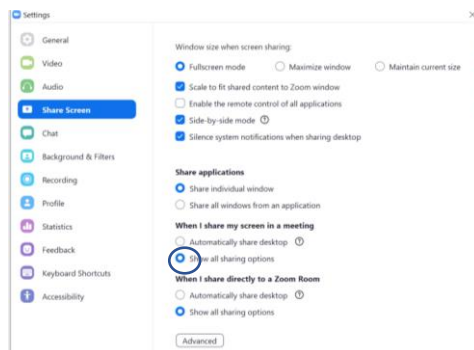 Settings
General
Video
Audio
Share Screen
Chat
Background & Filters
Recording
Profile
Statistics
Feedback
Keyboard Shortcuts
Accessibility
Window size when screen sharing:
Fullscreen mode Maximize window Maintain current size
Scale to fit shared content to Zoom window
Enable the remote control of all applications
Side-by-side mode
Silence system notifications when sharing desktop
Share applications
Share individual window
Share all windows from an application
When I share my screen in a meeting
Automatically share desktop
Show all sharing options
When I share directly to a Zoom Room
Automatically share desktop
Show all sharing options
Advanced